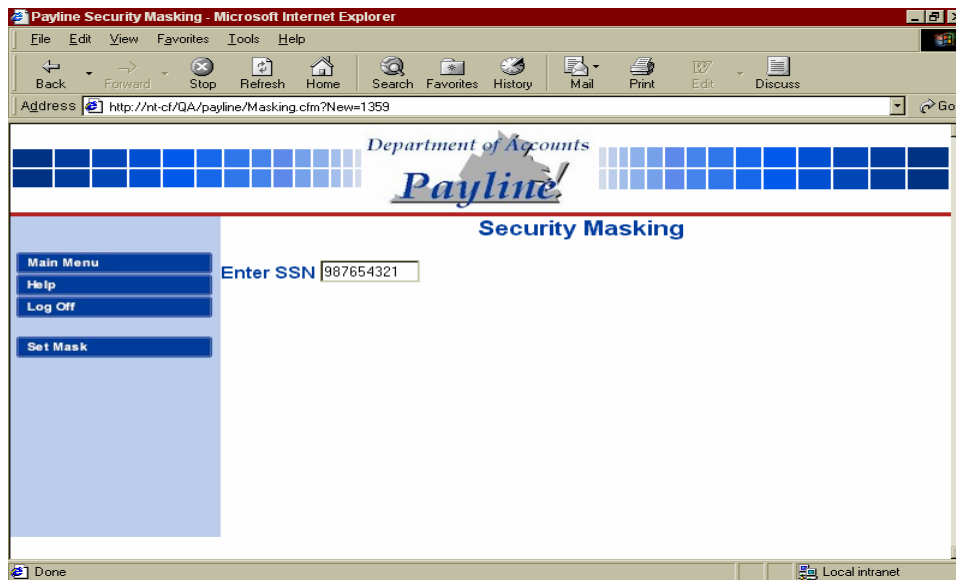 Payline Security Masking - Microsoft Internet Explorer
File Edit View Favorites Tools Help
Back Forward Stop Refresh Home Search Favorites History Mail Print Edit Discuss
Address http://nt-cf/QA/payline/Masking.cfm?New=1359 Go
Department of Accounts
Payline
Security Masking
Main Menu
Enter SSN 987654321
Help
Log Off
Set Mask
Done Local intranet